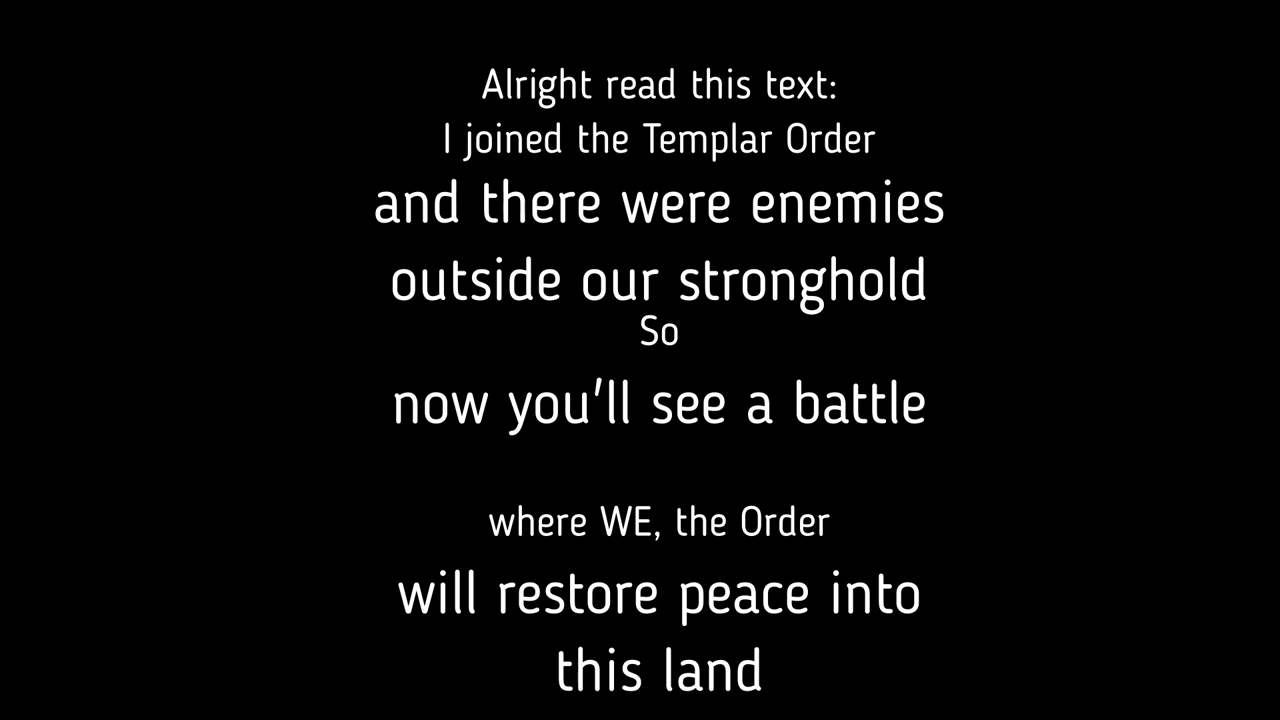 Alright read this text:
I joined the Templar Order
and there were enemies
outside our stronghold
So
now you'll see a battle
where WE, the Order
will restore peace into
this land